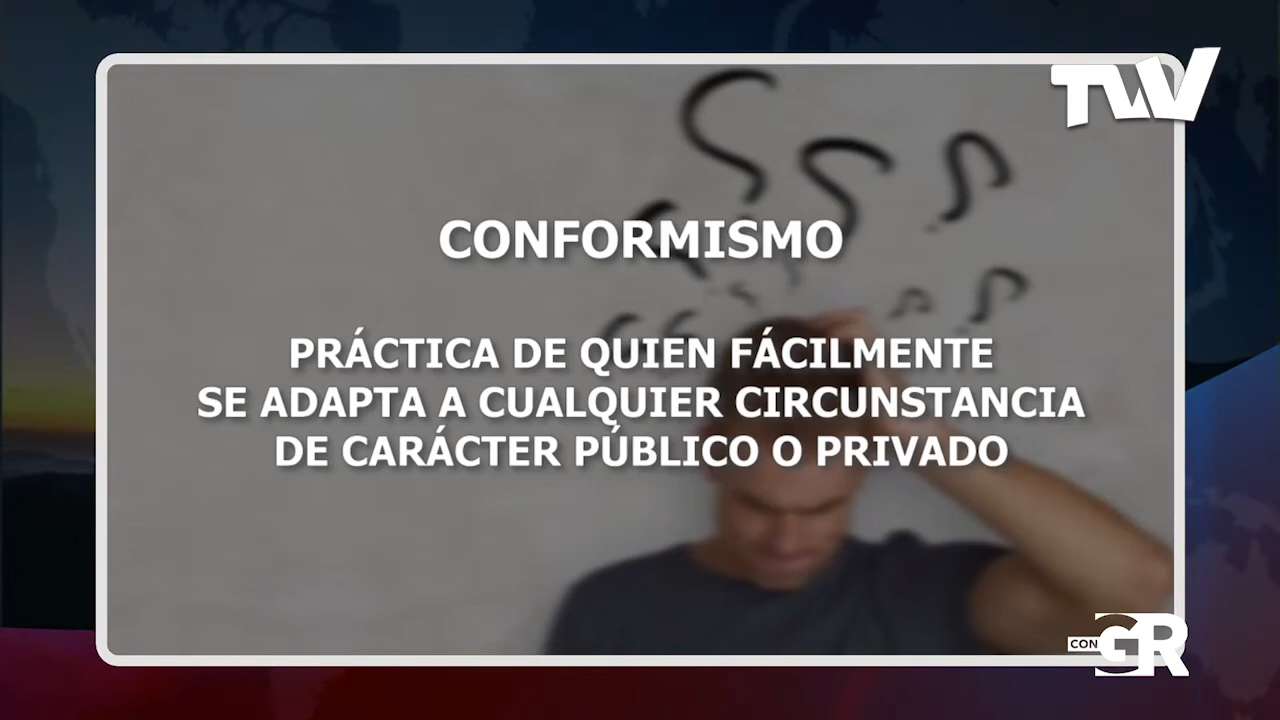 TVV
CONFORMISMO
PRÁCTICA DE QUIEN FÁCILMENTE
SE ADAPTA A CUALQUIER CIRCUNSTANCIA
DE CARÁCTER PÚBLICO O PRIVADO
CON GR